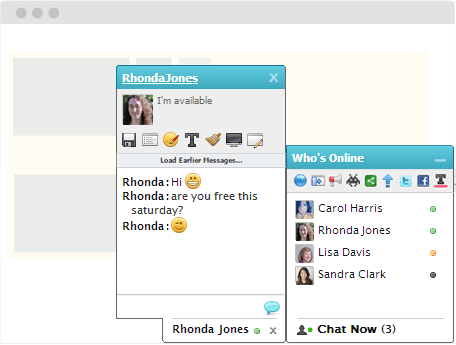 RhondaJones x
I'm available
T
Load Earlier Messages...
Rhonda: Hi
Rhonda: are you free this
saturday?
Rhonda:
Rhonda Jones x
Who's Online
T
Carol Harris
Rhonda Jones
Lisa Davis
Sandra Clark
Chat Now (3)